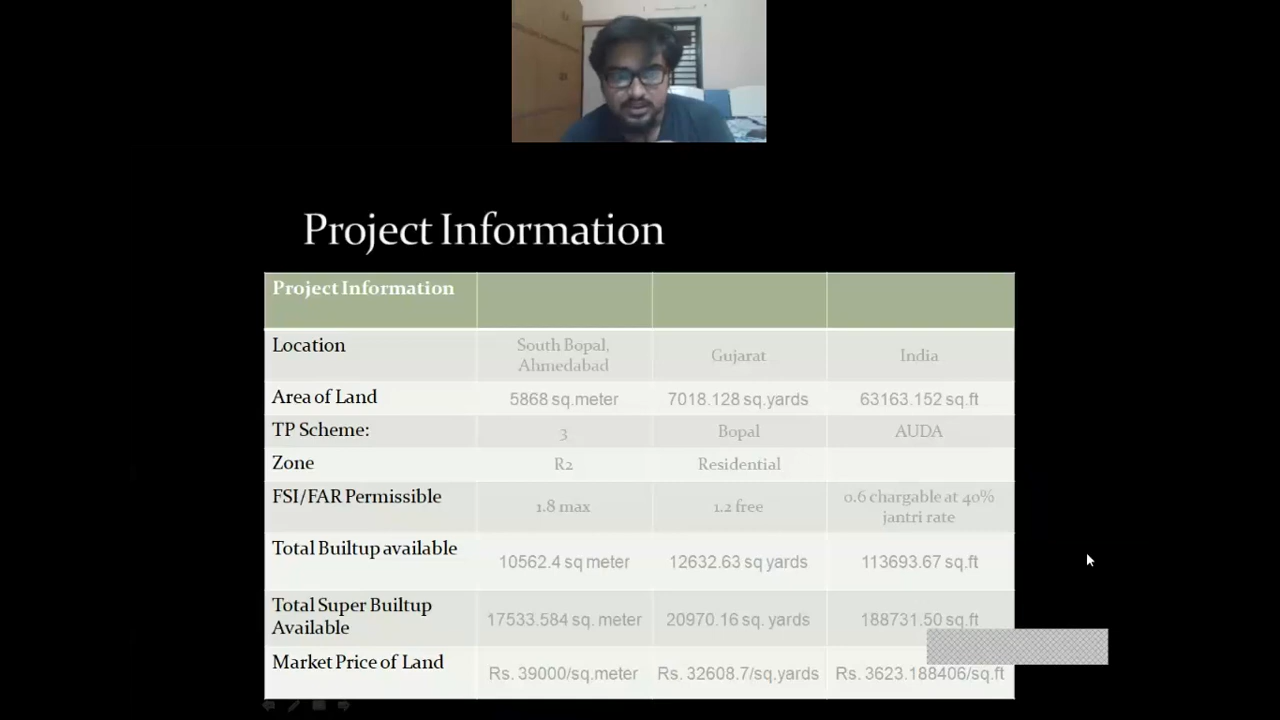 Project Information
Project Information
Location South Bopal, Ahmedabad Gujarat India
Area of Land 5868 sq.meter 7018.128 sq.yards 63163.152 sq.ft
TP Scheme: 3 Bopal AUDA
Zone R2 Residential
FSI/FAR Permissible 1.8 max 1.2 free 0.6 chargable at 40% jantri rate
Total Builtup available 10562.4 sq meter 12632.63 sq yards 113693.67 sq.ft
Total Super Builtup Available 17533.584 sq. meter 20970.16 sq. yards 188731.50 sq.ft
Market Price of Land Rs. 39000/sq.meter Rs. 32608.7/sq.yards Rs. 3623.188406/sq.ft